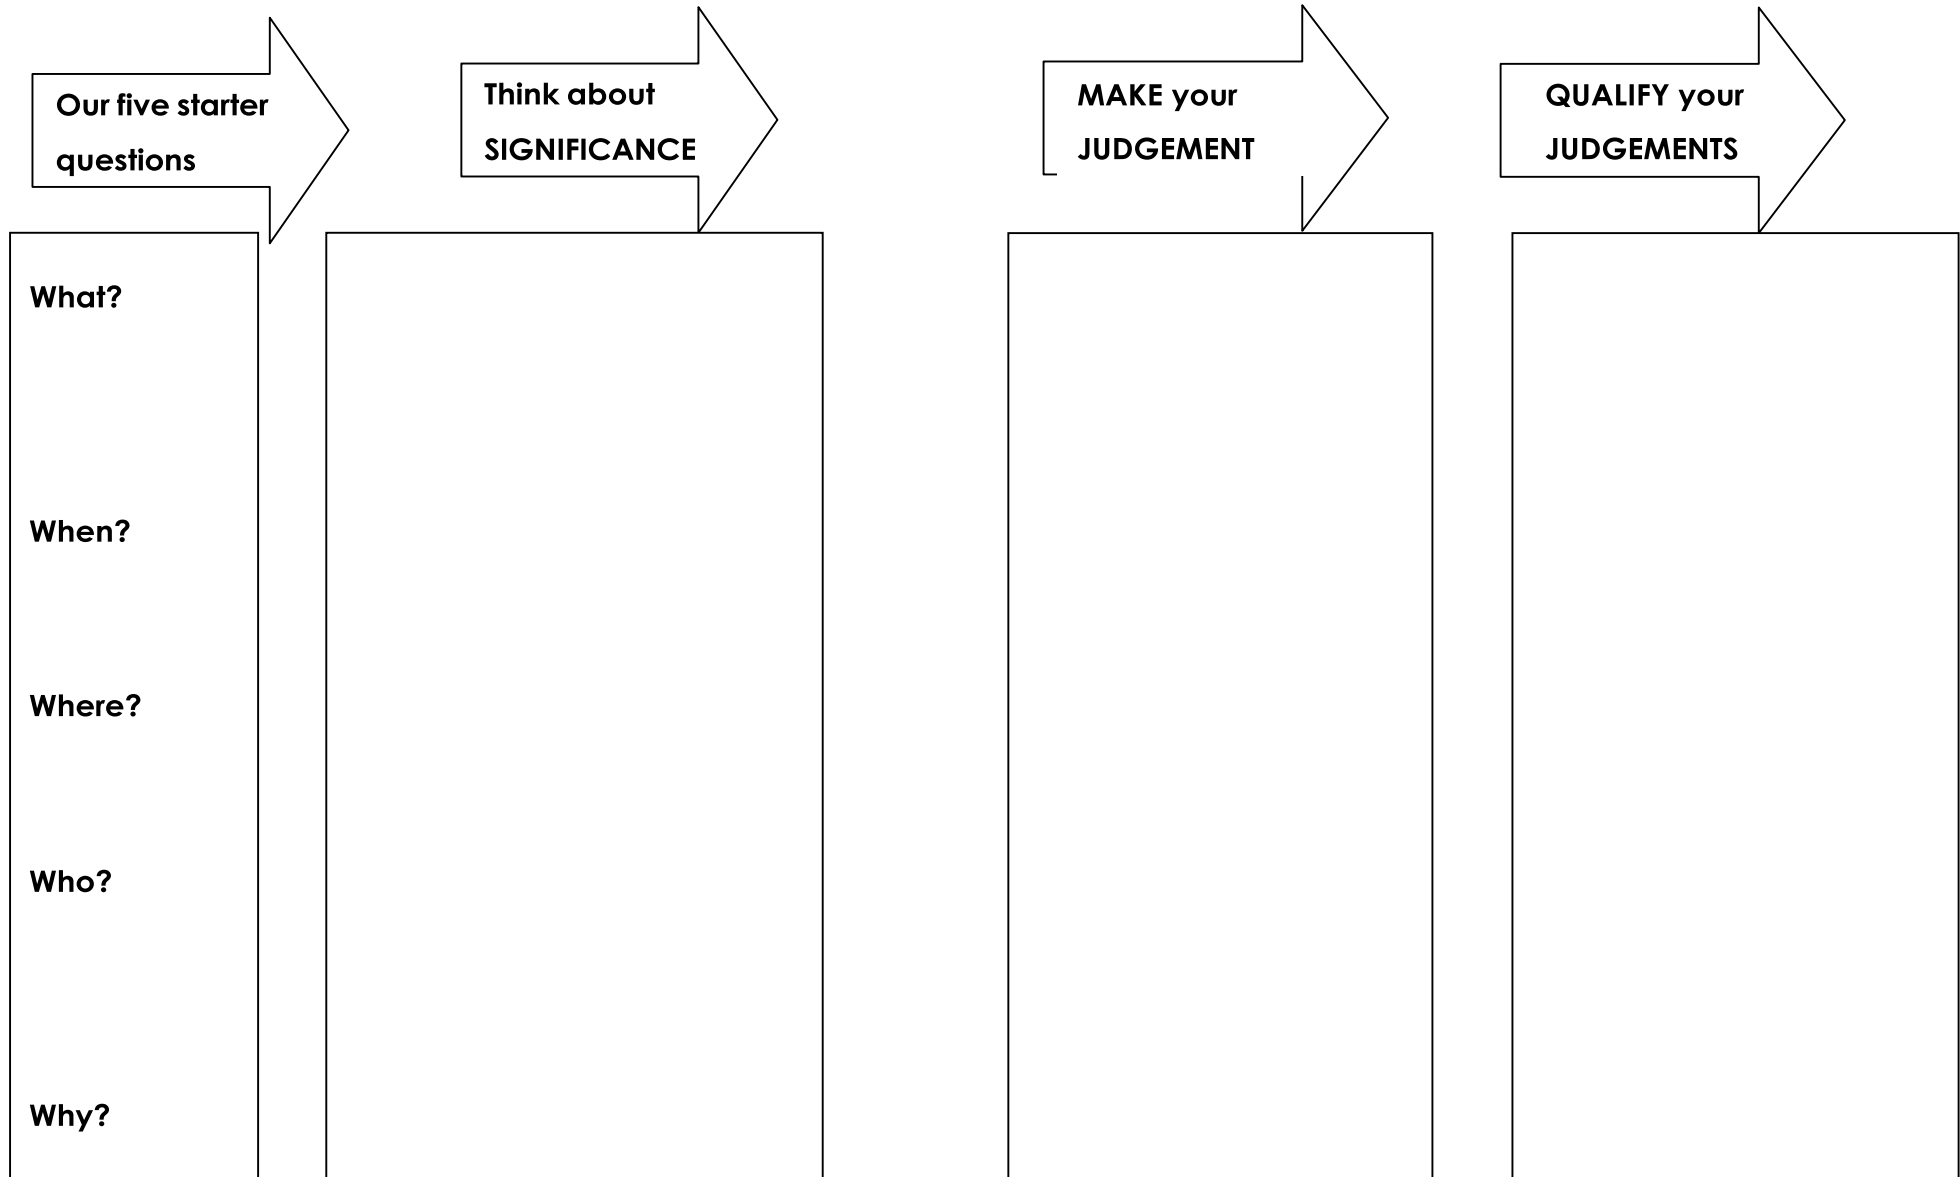 Our five starter
questions
Think about
SIGNIFICANCE
MAKE your
JUDGEMENT
QUALIFY your
JUDGEMENTS
What?
When?
Where?
Who?
Why?